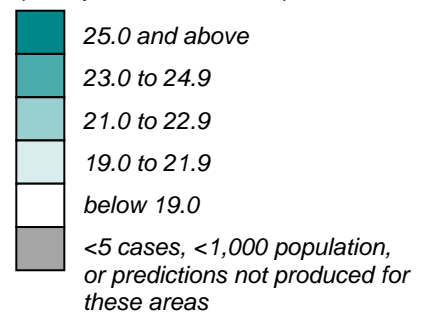 25.0 and above
23.0 to 24.9
21.0 to 22.9
19.0 to 21.9
below 19.0
<5 cases, <1,000 population,
or predictions not produced for
these areas